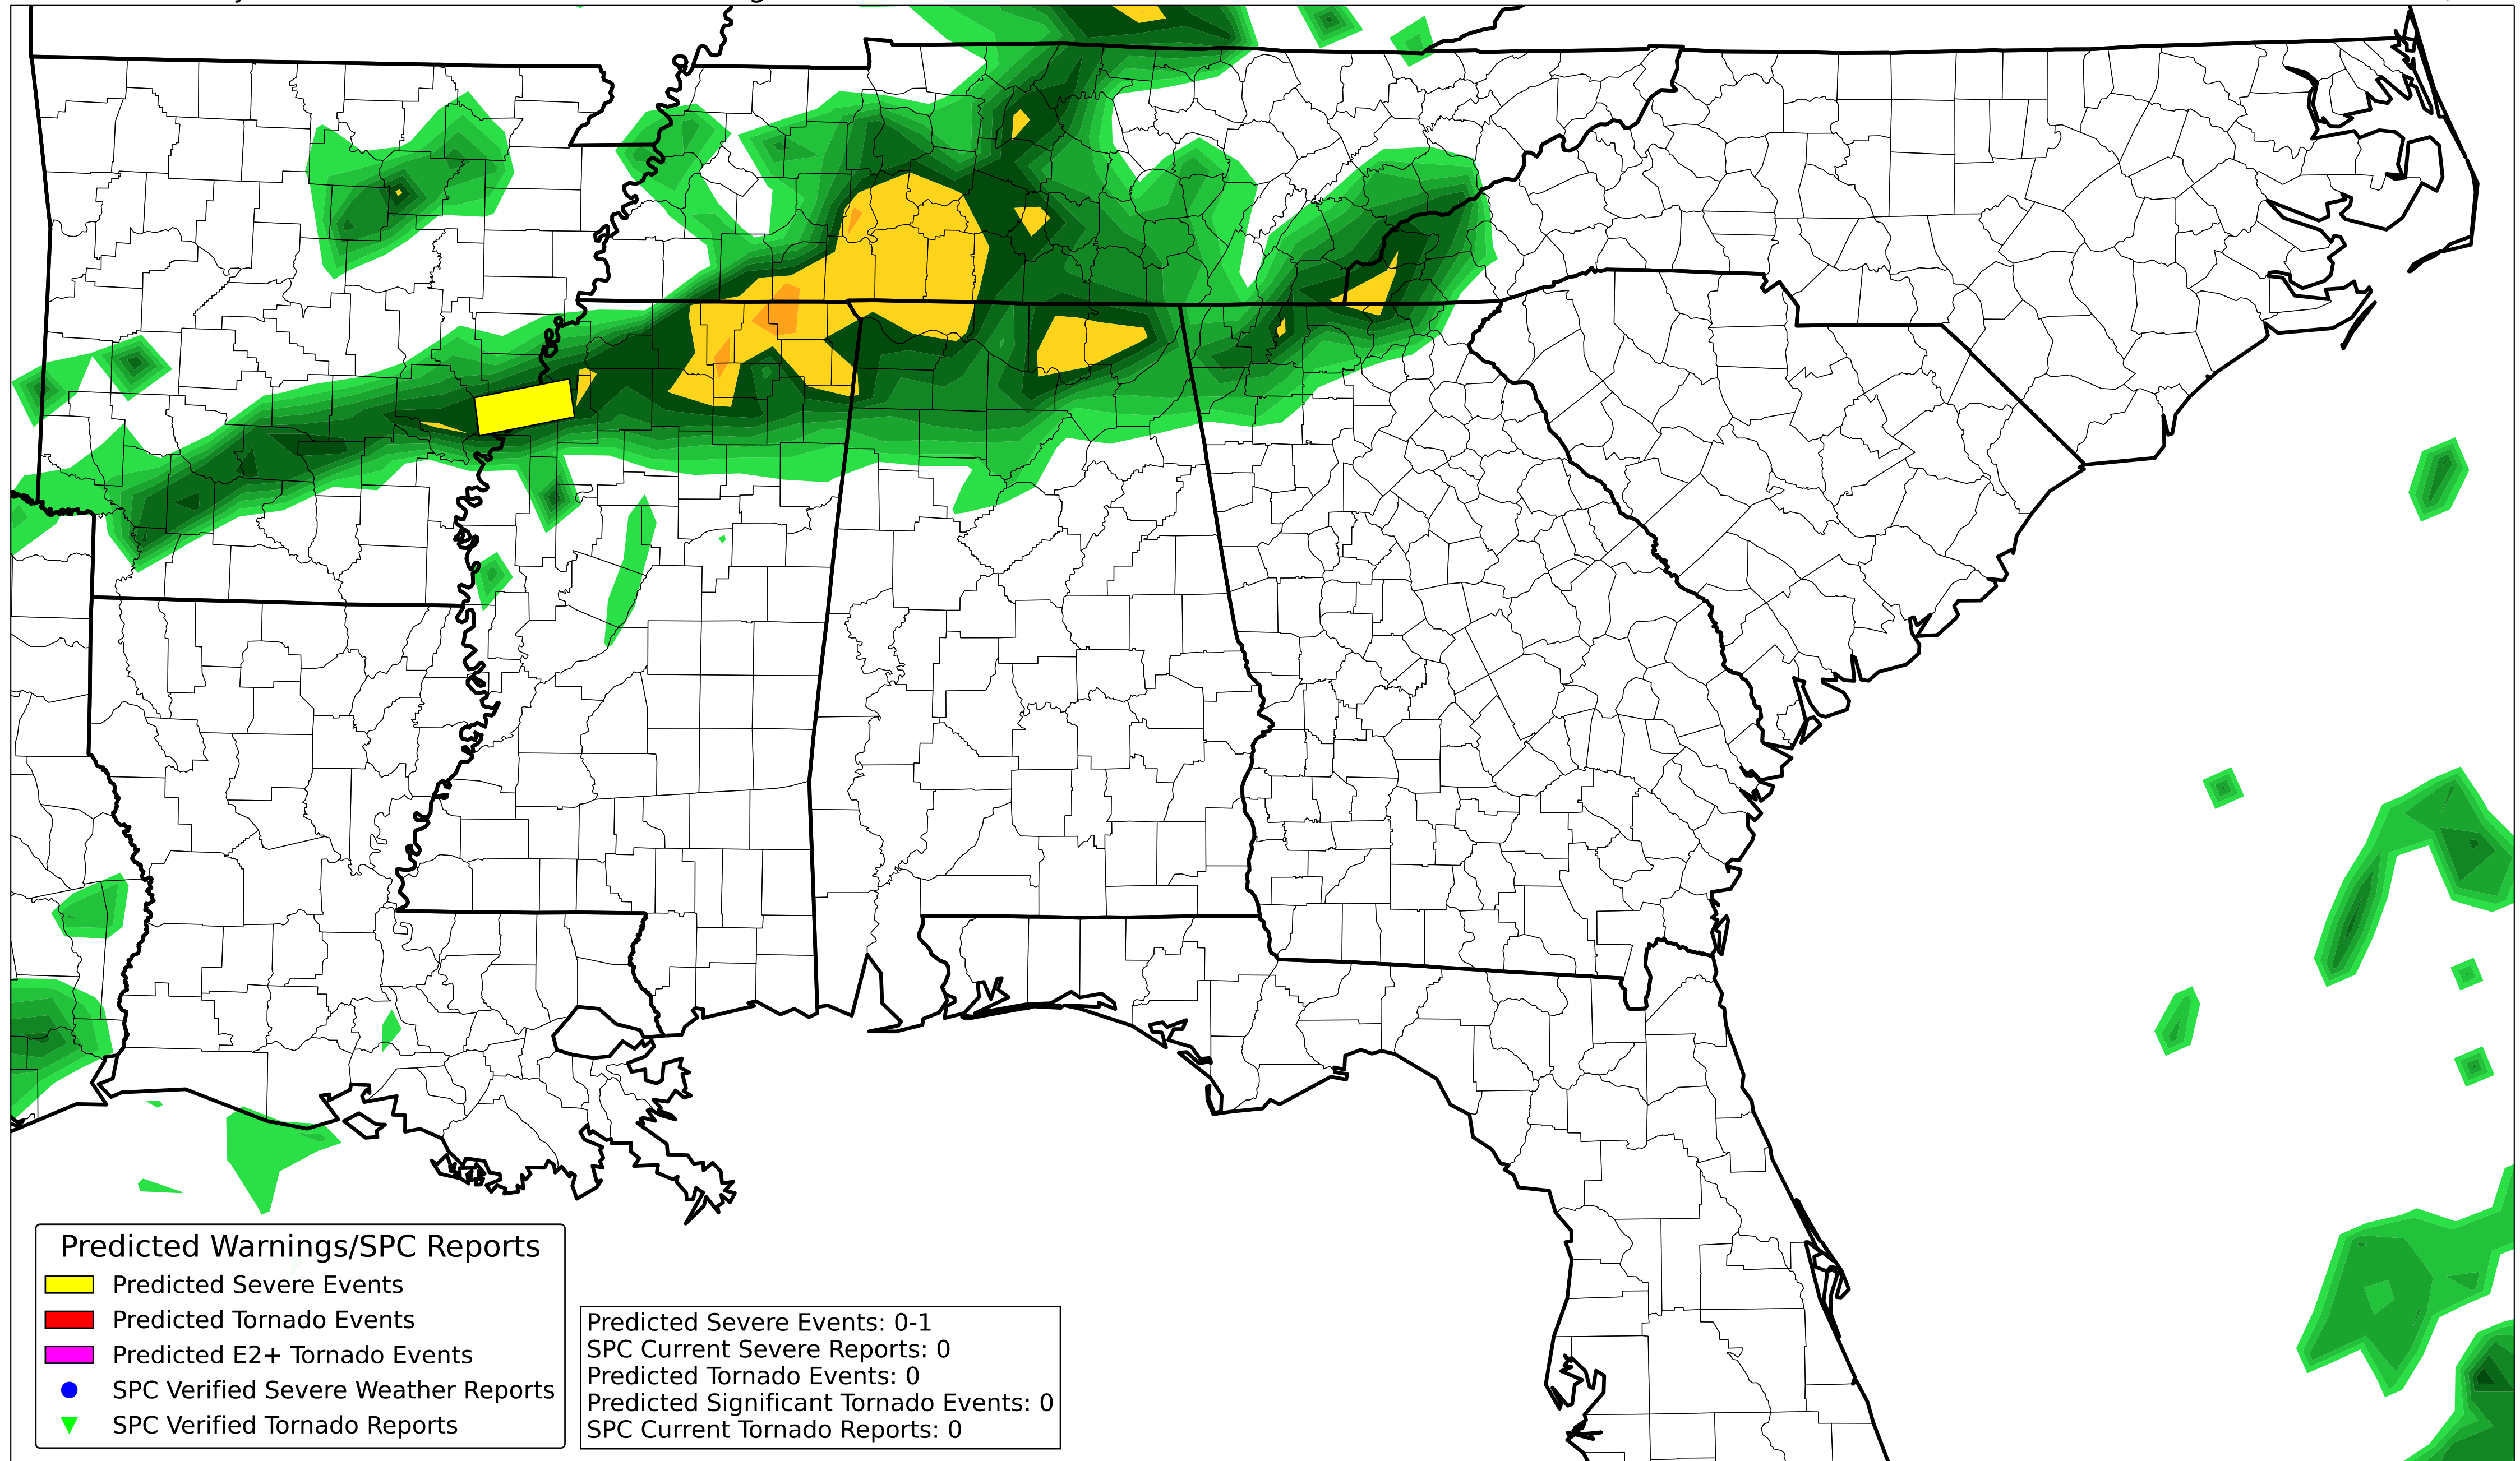 Predicted Warnings/SPC Reports
Predicted Severe Events
Predicted Tornado Events
Predicted E2+ Tornado Events
SPC Verified Severe Weather Reports
SPC Verified Tornado Reports
Predicted Severe Events: 0-1
SPC Current Severe Reports: 0
Predicted Tornado Events: 0
Predicted Significant Tornado Events: 0
SPC Current Tornado Reports: 0